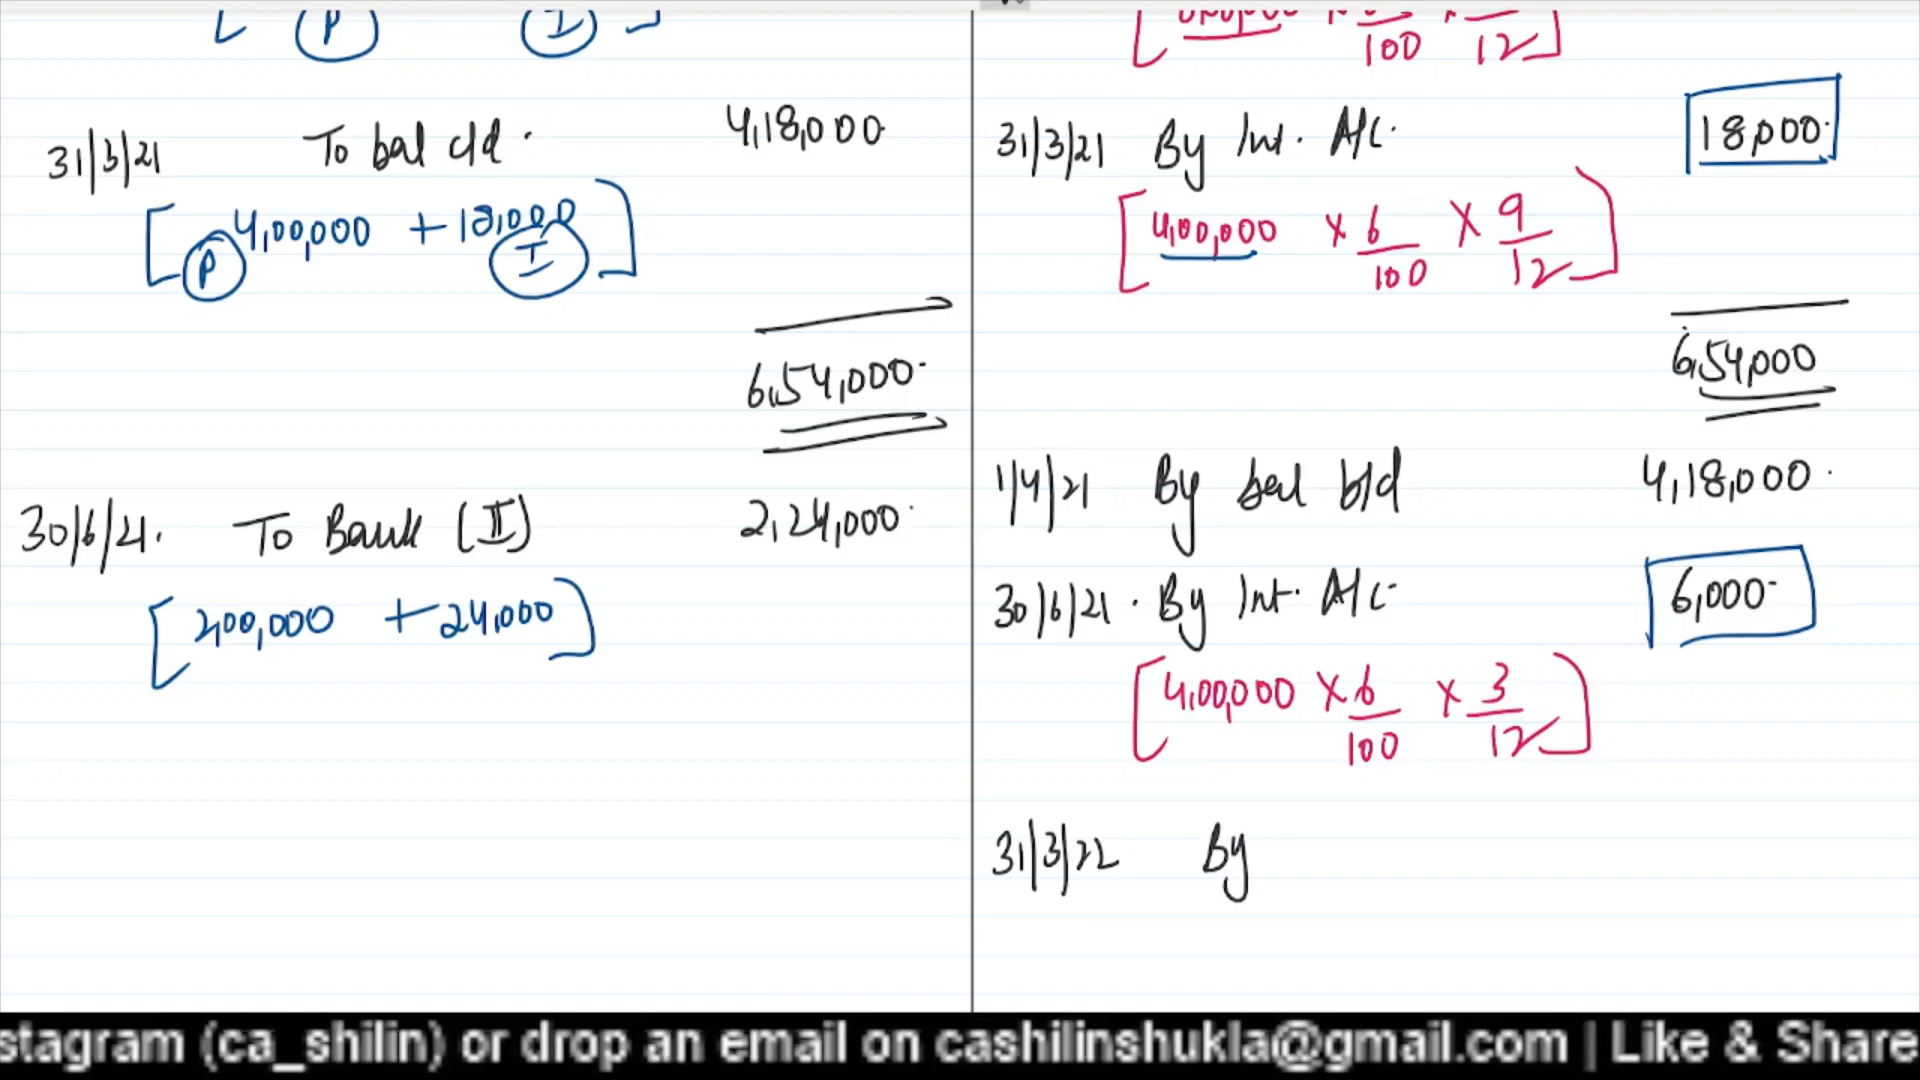 [ P I ]
100 12
31/3/21 To bal c/d. 4,18,000
[4,00,000 + 18,000]
P I
6,54,000.
30/6/21. To Bank (II) 2,24,000.
[2,00,000 + 24,000]
31/3/21 By Int. A/c. 18,000.
[4,00,000 × 6/100 × 9/12]
6,54,000
1/4/21 By bal b/d 4,18,000.
30/6/21. By Int. A/c 6,000.
[4,00,000 × 6/100 × 3/12]
31/3/22 By
stagram (ca_shilin) or drop an email on cashilinshukla@gmail.com | Like & Share